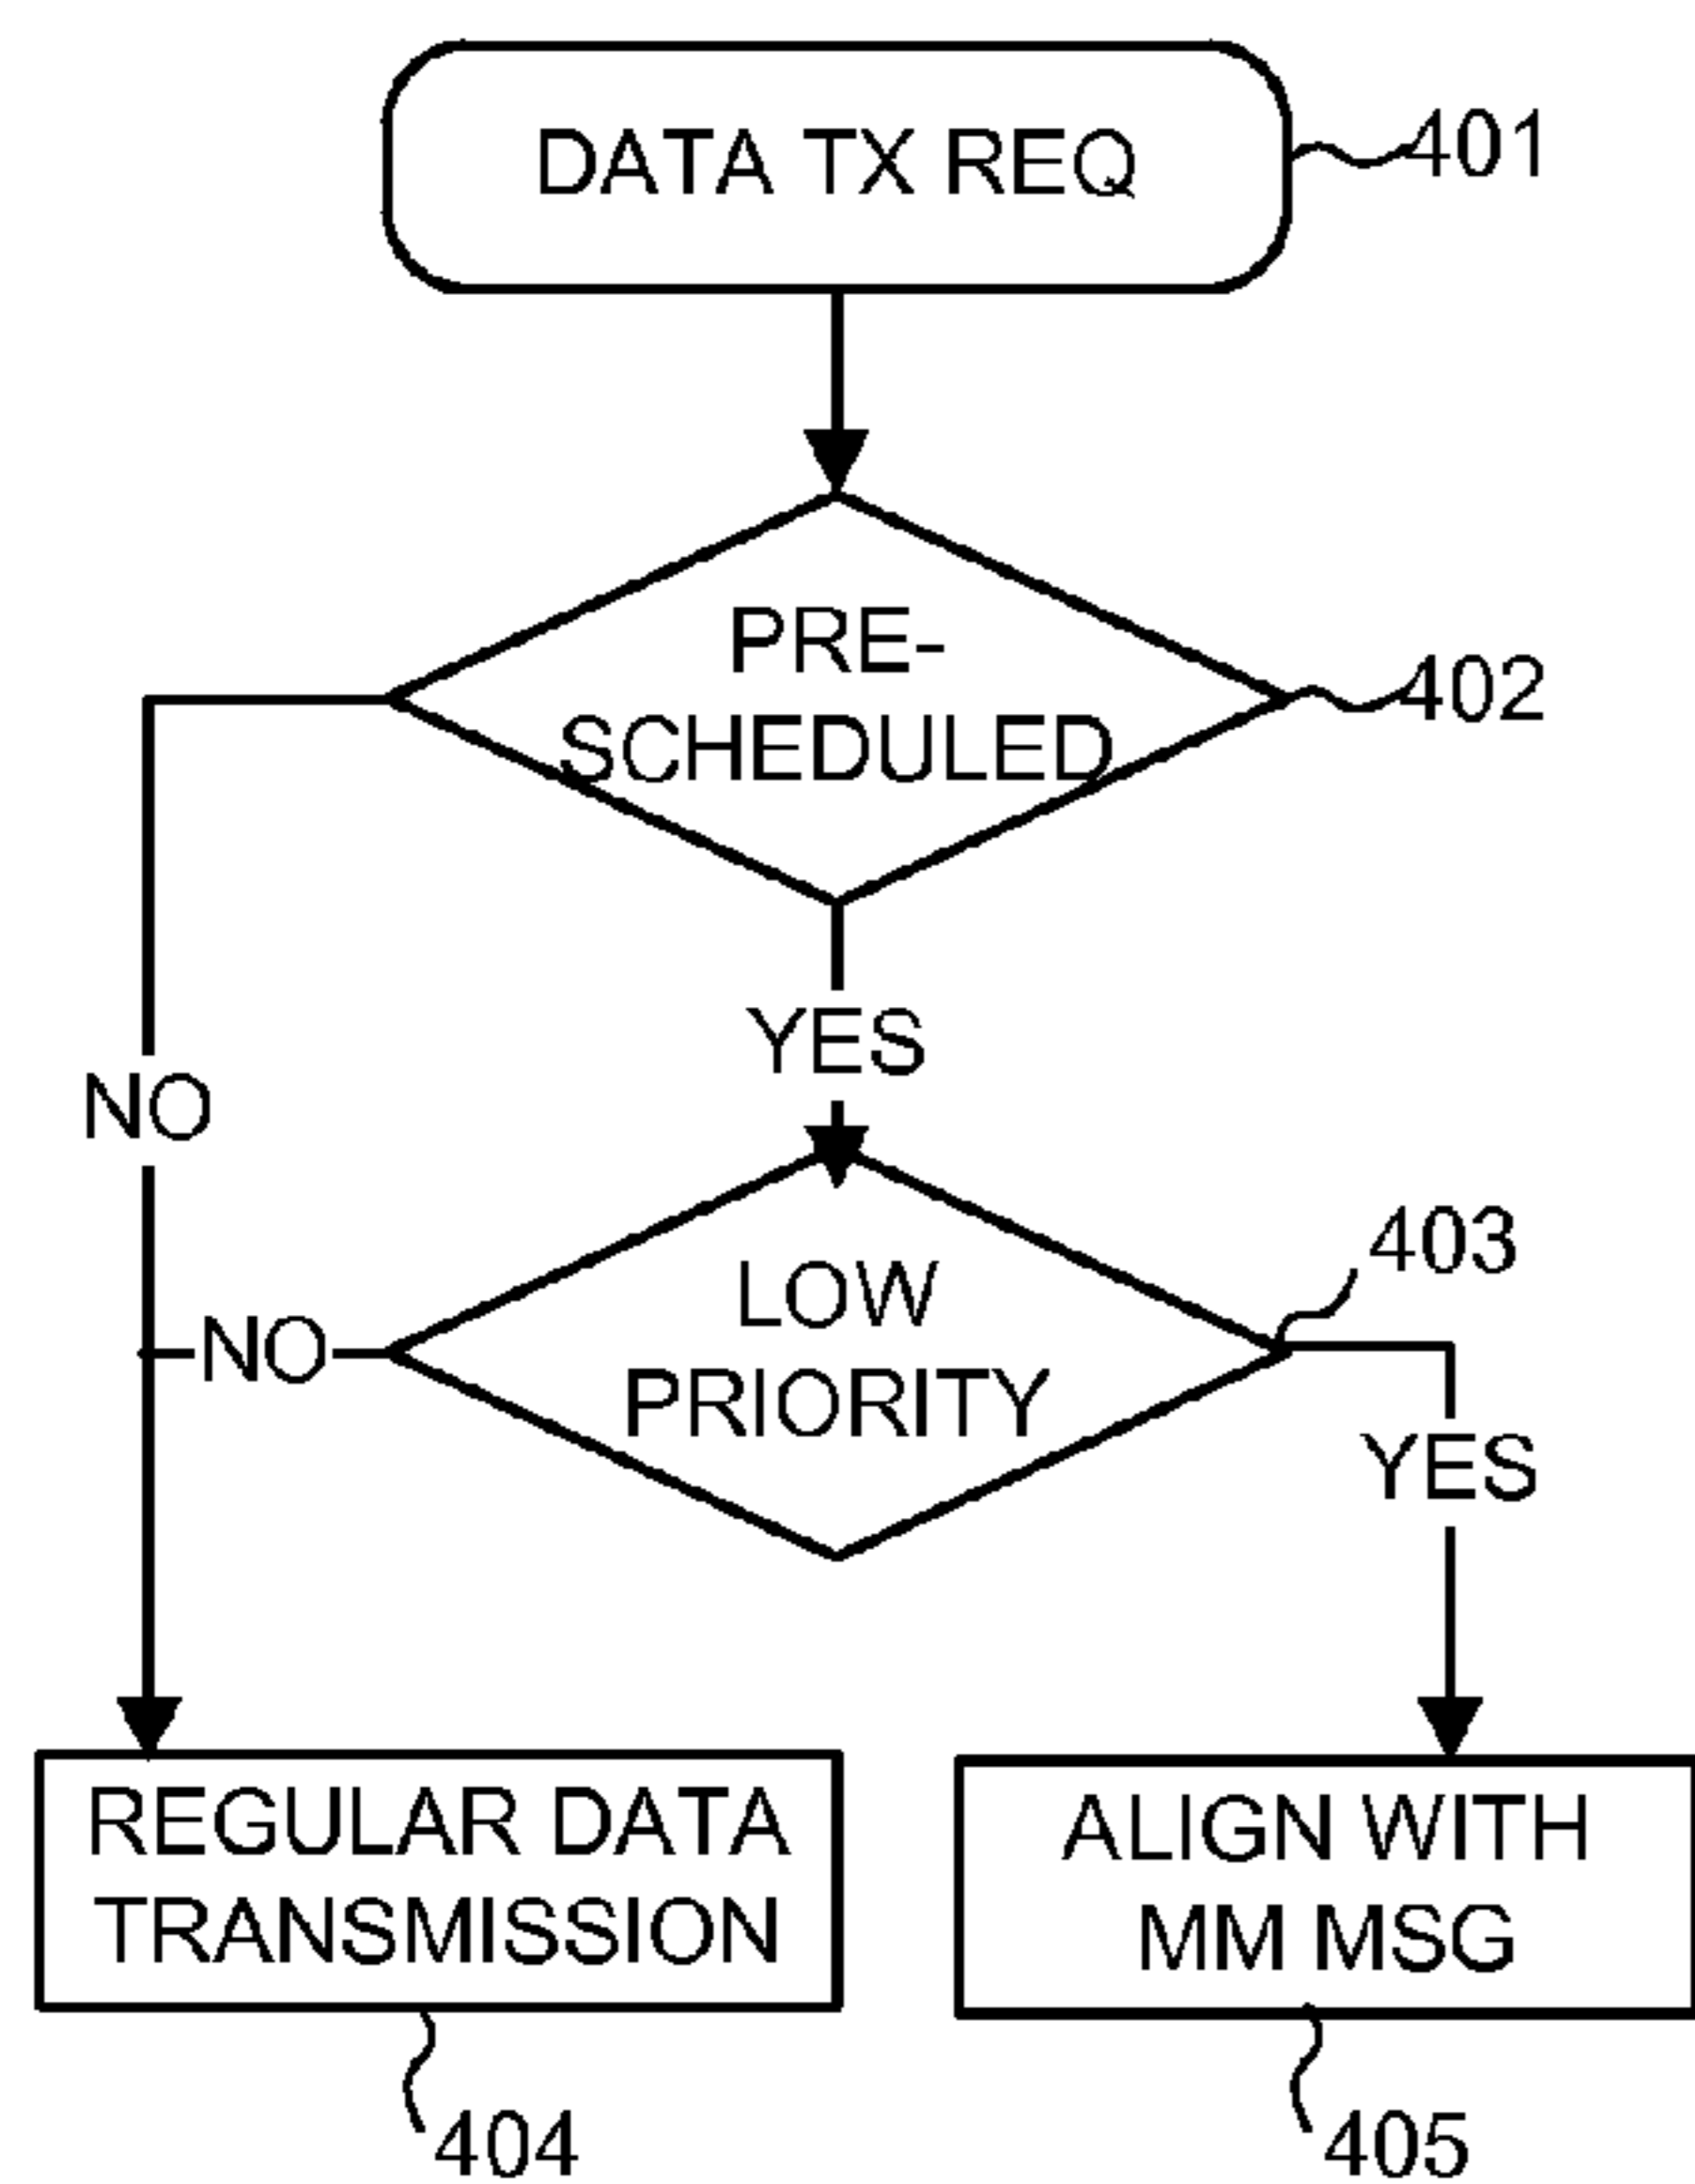 DATA TX REQ
401
PRE-
SCHEDULED
402
YES
NO
403
LOW
PRIORITY
NO
YES
REGULAR DATA
TRANSMISSION
ALIGN WITH
MM MSG
404
405